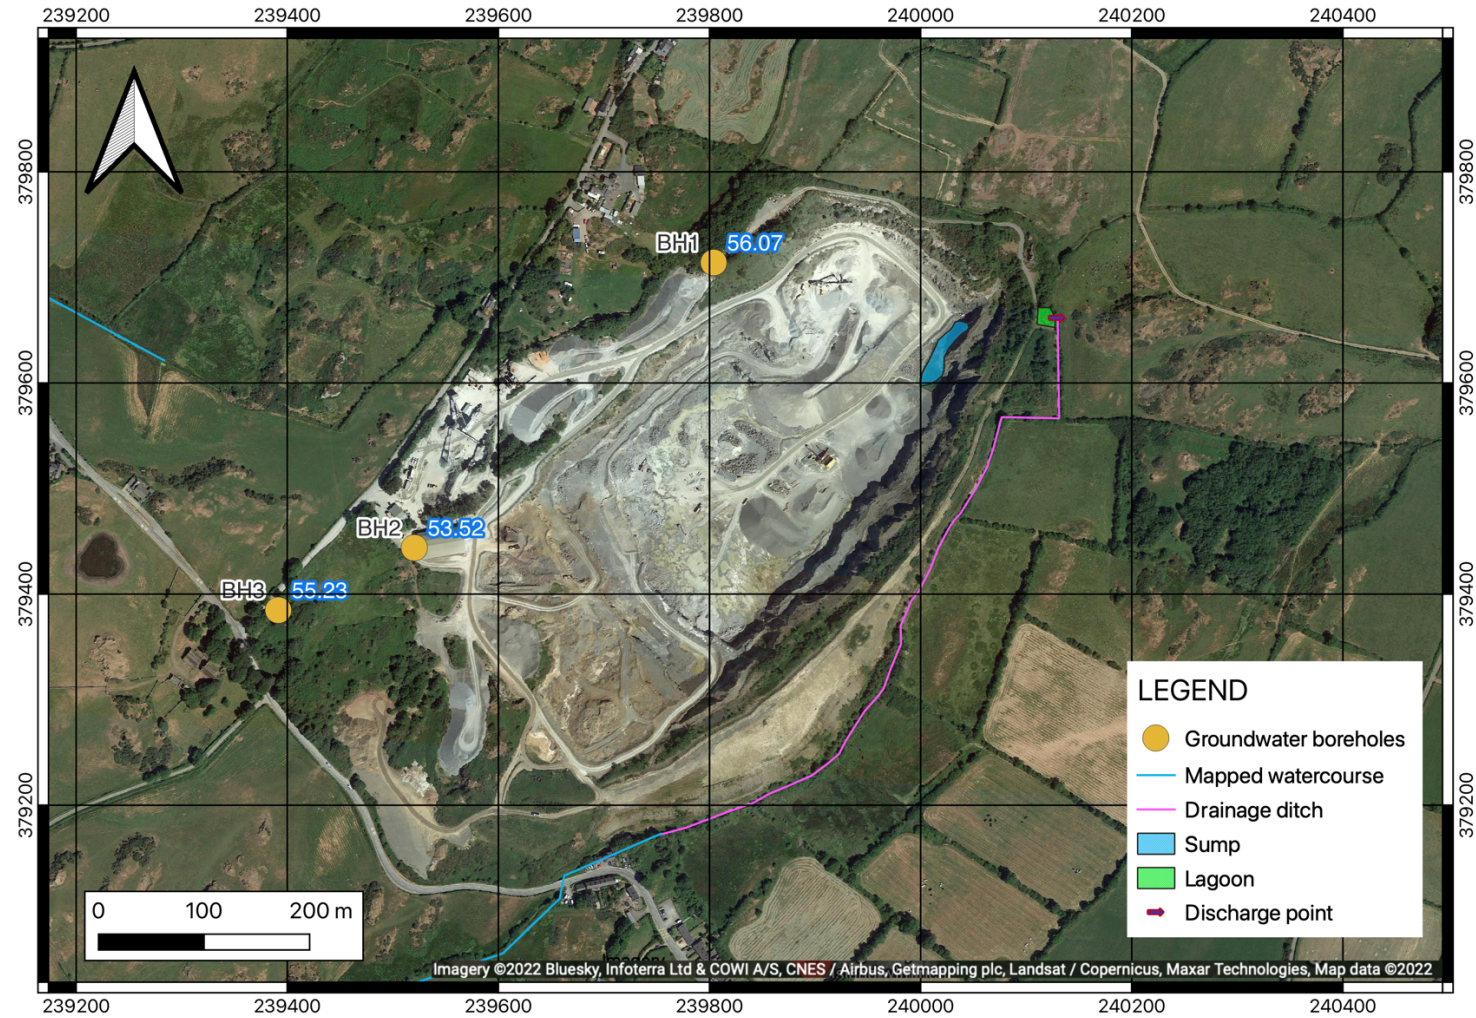 239200 239400 239600 239800 240000 240200 240400
379800
379800
BH1 56.07
379600
379600
BH2 53.52
379400
379400
BH3 55.23
LEGEND
Groundwater boreholes
Mapped watercourse
Drainage ditch
Sump
Lagoon
Discharge point
379200
379200
0 100 200 m
Imagery ©2022 Bluesky, Infoterra Ltd & COWI A/S, CNES / Airbus, Getmapping plc, Landsat / Copernicus, Maxar Technologies, Map data ©2022
239200 239400 239600 239800 240000 240200 240400